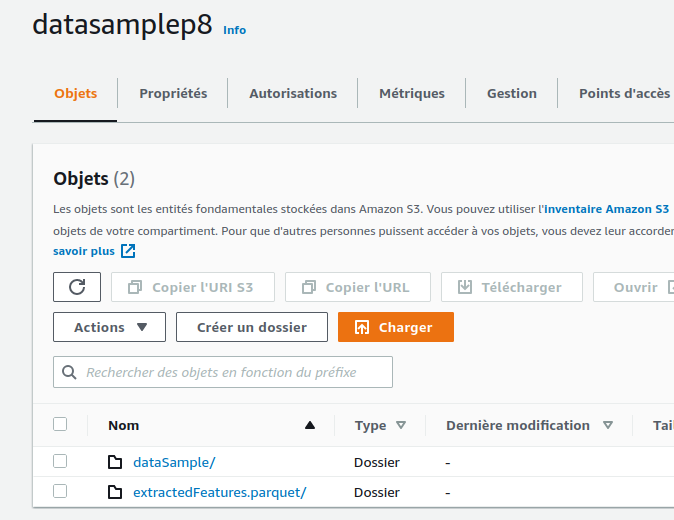 datasamplep8 Info
Objets Propriétés Autorisations Métriques Gestion Points d'accès
Objets (2)
Les objets sont les entités fondamentales stockées dans Amazon S3. Vous pouvez utiliser l'inventaire Amazon S3
objets de votre compartiment. Pour que d'autres personnes puissent accéder à vos objets, vous devez leur accorder
savoir plus
Copier l'URI S3 Copier l'URL Télécharger Ouvrir
Actions Créer un dossier Charger
Rechercher des objets en fonction du préfixe
Nom Type Dernière modification
dataSample/ Dossier -
extractedFeatures.parquet/ Dossier -